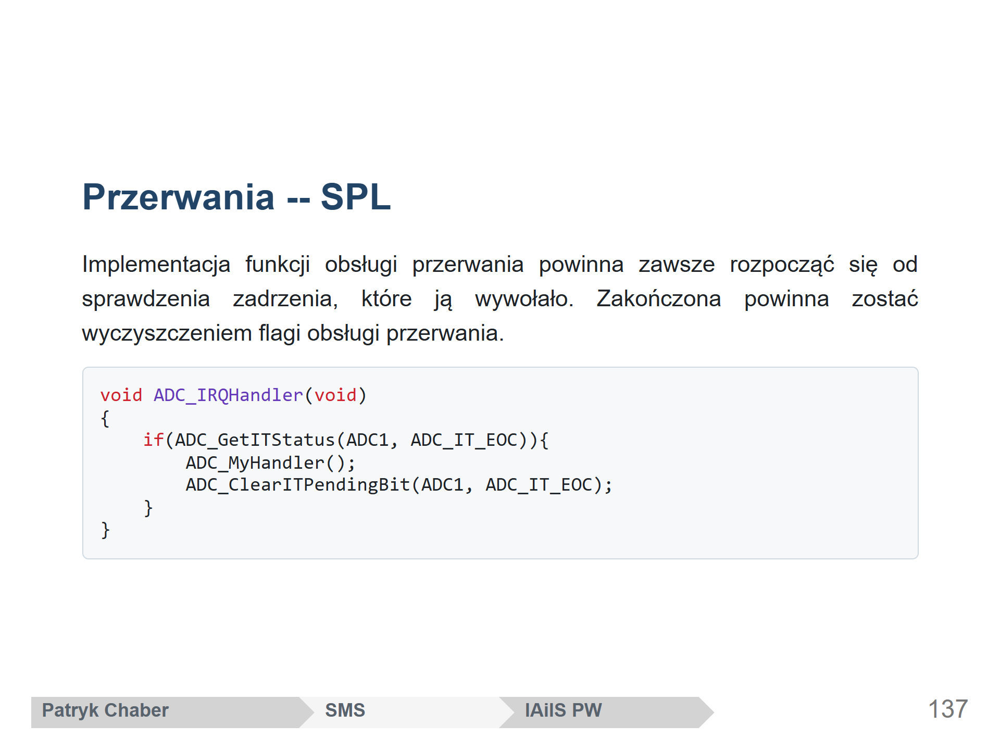 Przerwania -- SPL
Implementacja funkcji obsługi przerwania powinna zawsze rozpocząć się od
sprawdzenia zadrzenia, które ją wywołało. Zakończona powinna zostać
wyczyszczeniem flagi obsługi przerwania.
void ADC_IRQHandler(void)
{
    if(ADC_GetITStatus(ADC1, ADC_IT_EOC)){
        ADC_MyHandler();
        ADC_ClearITPendingBit(ADC1, ADC_IT_EOC);
    }
}
Patryk Chaber SMS IAiIS PW 137